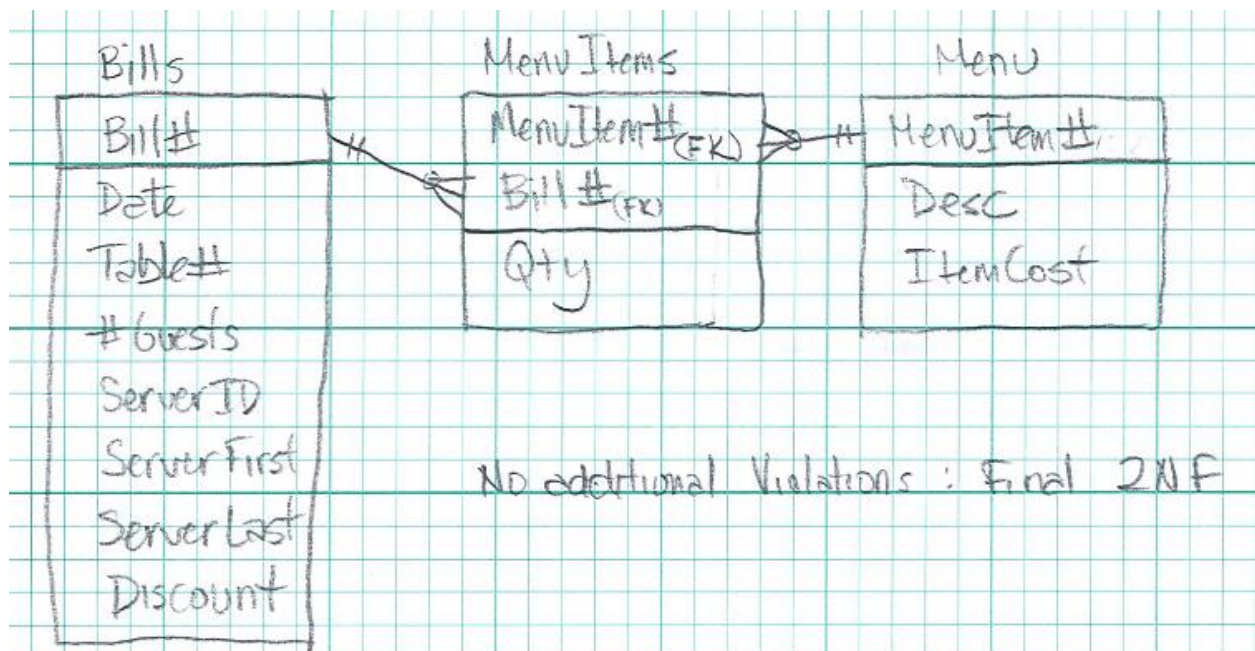 Bills
Bill#
Date
Table#
#Guests
ServerID
ServerFirst
ServerLast
Discount
MenuItems
MenuItem#(FK)
Bill#(FK)
Qty
Menu
MenuItem#
Desc
ItemCost
No additional Violations : Final 2NF